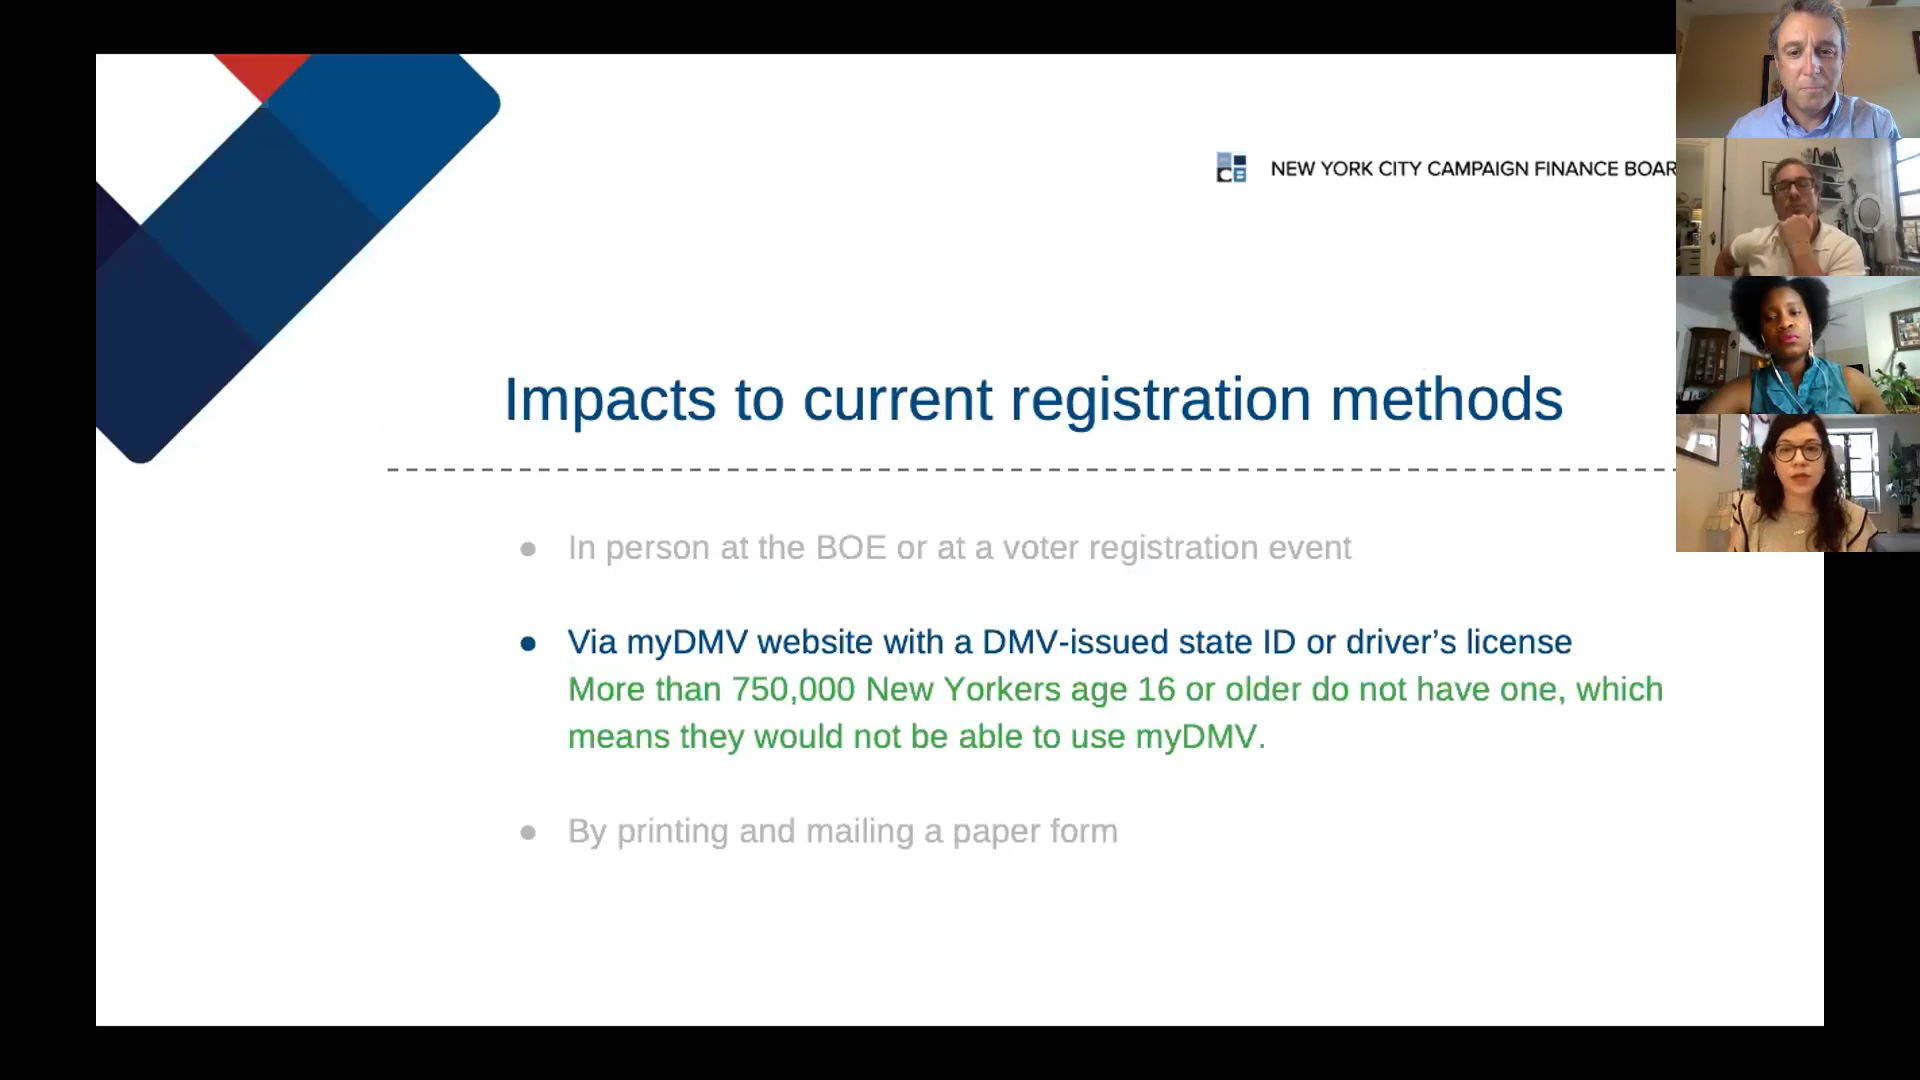 NEW YORK CITY CAMPAIGN FINANCE BOAR
Impacts to current registration methods
● In person at the BOE or at a voter registration event
● Via myDMV website with a DMV-issued state ID or driver’s license
More than 750,000 New Yorkers age 16 or older do not have one, which
means they would not be able to use myDMV.
● By printing and mailing a paper form